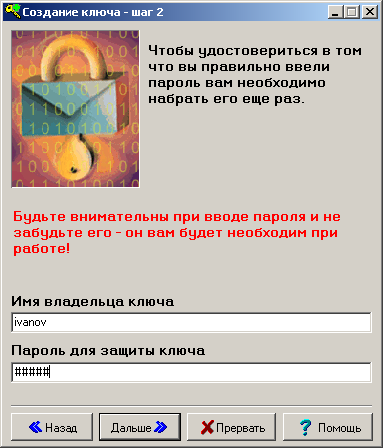 Создание ключа - шаг 2
Чтобы удостовериться в том
что вы правильно ввели
пароль вам необходимо
набрать его еще раз.
Будьте внимательны при вводе пароля и не
забудьте его - он вам будет необходим при
работе!
Имя владельца ключа
ivanov
Пароль для защиты ключа
#####
Назад
Дальше
Прервать
? Помощь